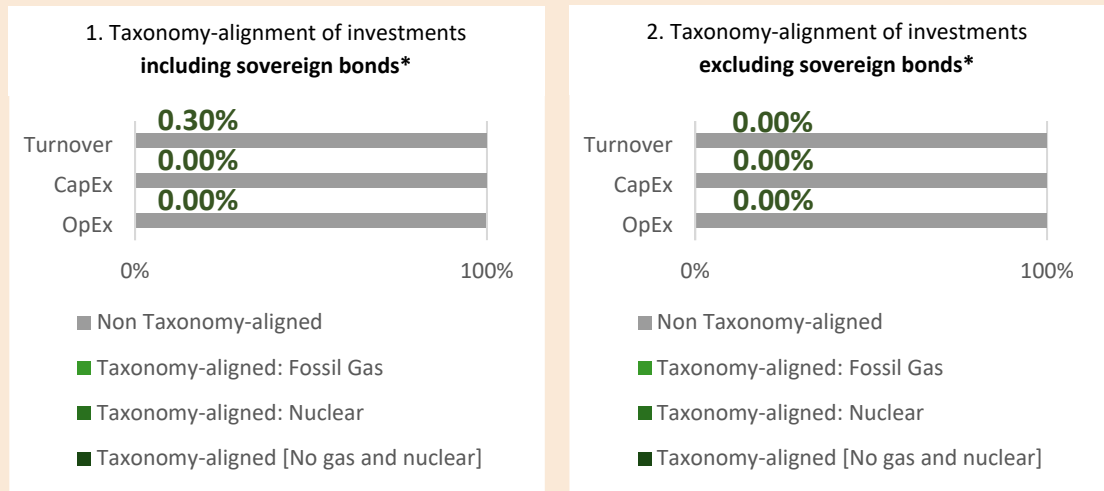 1. Taxonomy-alignment of investments
including sovereign bonds*
0.30%
Turnover
0.00%
CapEx
0.00%
OpEx
0%
100%
Non Taxonomy-aligned
Taxonomy-aligned: Fossil Gas
Taxonomy-aligned: Nuclear
Taxonomy-aligned [No gas and nuclear]
2. Taxonomy-alignment of investments
excluding sovereign bonds*
0.00%
Turnover
0.00%
CapEx
0.00%
OpEx
0%
100%
Non Taxonomy-aligned
Taxonomy-aligned: Fossil Gas
Taxonomy-aligned: Nuclear
Taxonomy-aligned [No gas and nuclear]